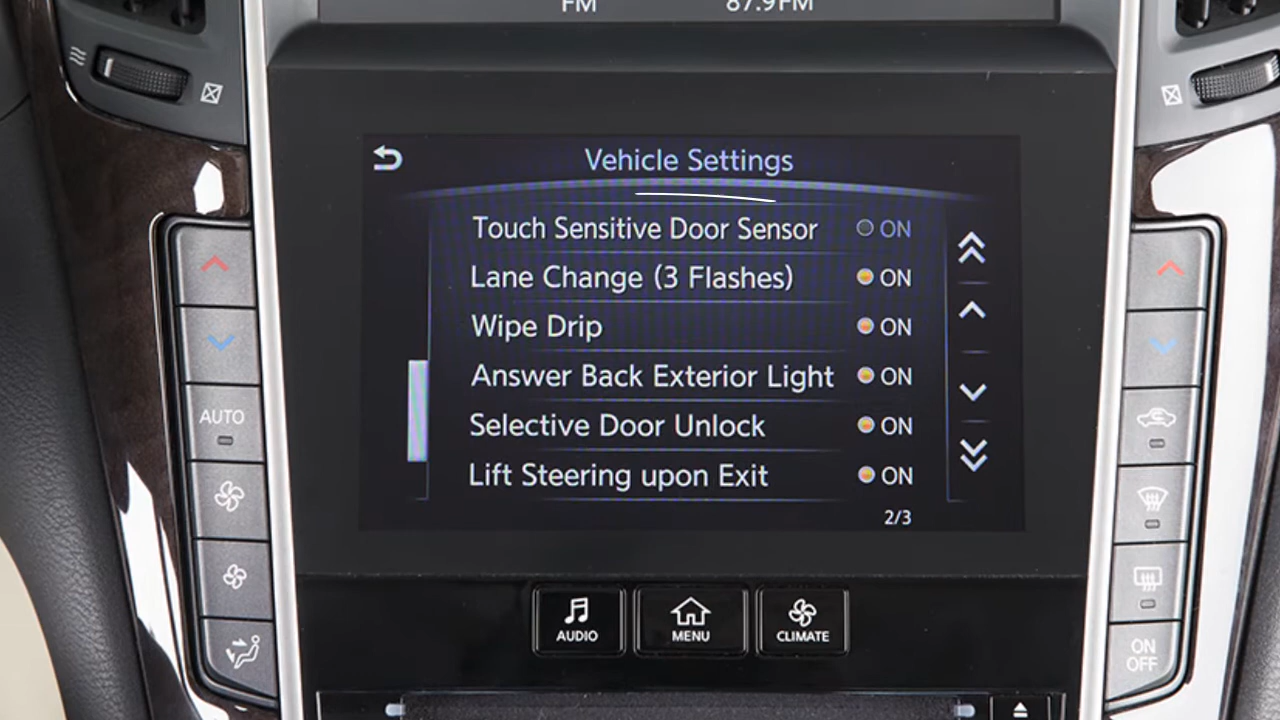 FM 87.9 FM
Vehicle Settings
Touch Sensitive Door Sensor ON
Lane Change (3 Flashes) ON
Wipe Drip ON
Answer Back Exterior Light ON
Selective Door Unlock ON
Lift Steering upon Exit ON
2/3
AUTO
AUDIO MENU CLIMATE
ON
OFF